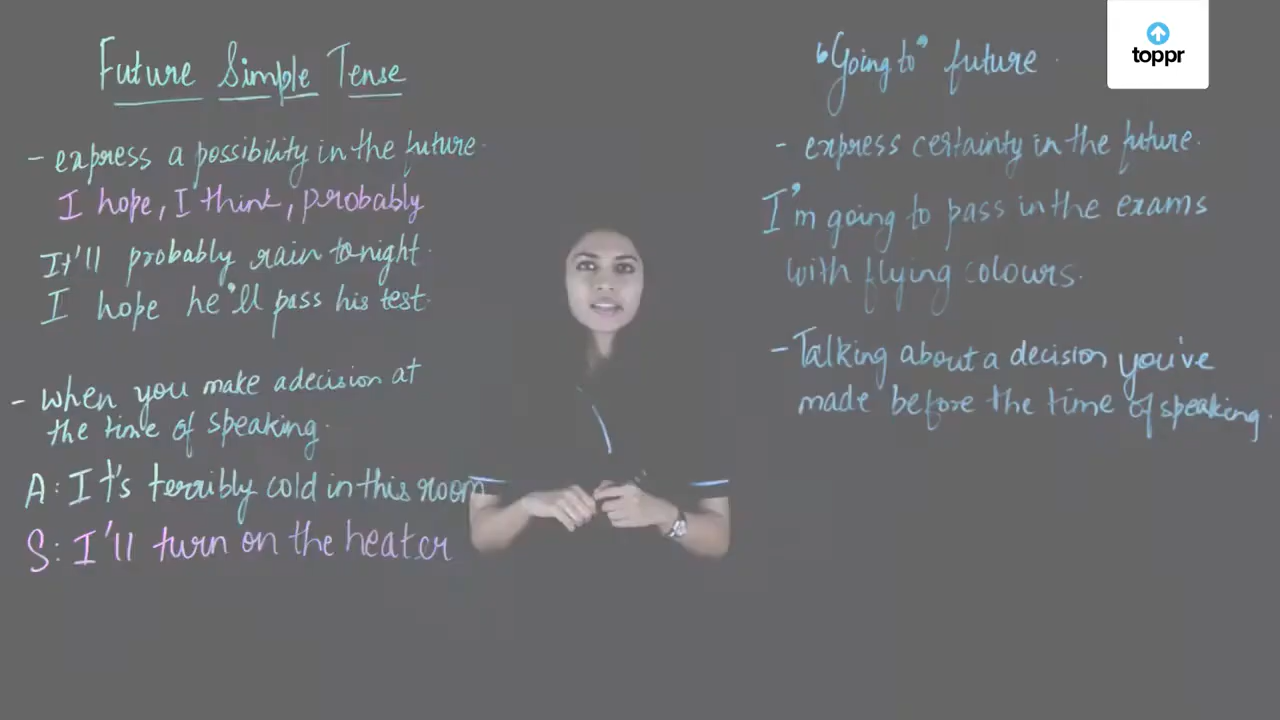 Future Simple Tense
- express a possibility in the future.
I hope, I think, probably
It'll probably rain tonight.
I hope he'll pass his test.
- when you make a decision at
the time of speaking.
A: It's terribly cold in this room
S: I'll turn on the heater
"Going to" future.
- express certainty in the future.
I'm going to pass in the exams
with flying colours.
- Talking about a decision you've
made before the time of speaking.
toppr